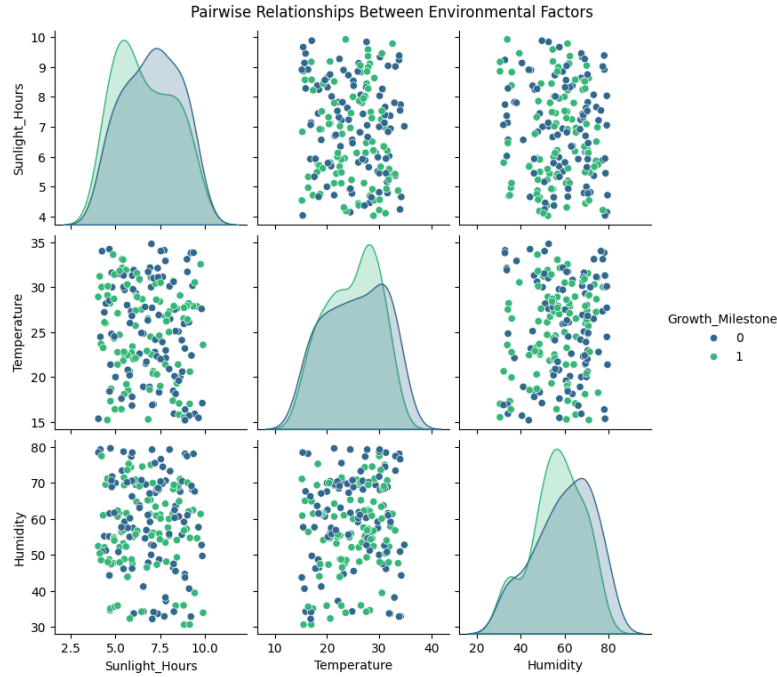 Pairwise Relationships Between Environmental Factors
10
9
8
7
6
5
4
Sunlight_Hours
35
30
25
20
15
Temperature
Growth_Milestone
0
1
80
70
60
50
40
30
Humidity
2.5 5.0 7.5 10.0
20 30 40
20 40 60 80
Sunlight_Hours
Temperature
Humidity